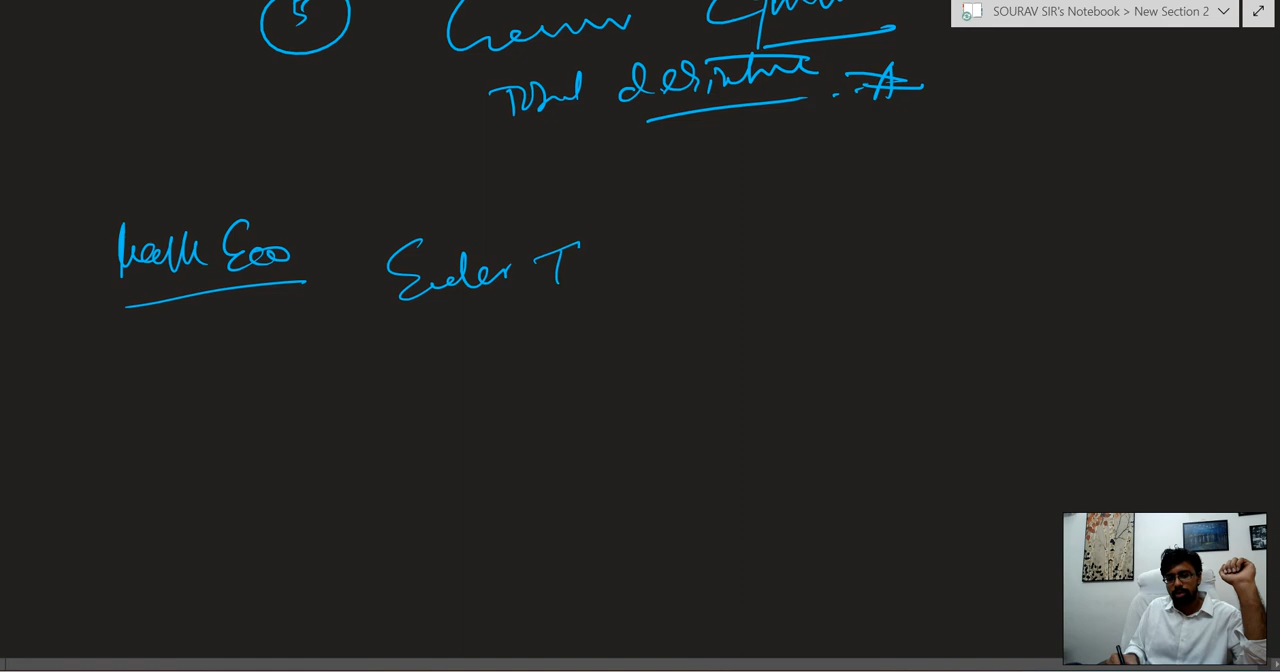 SOURAV SIR's Notebook > New Section 2
5
Total derivative
Math Eco Euler T